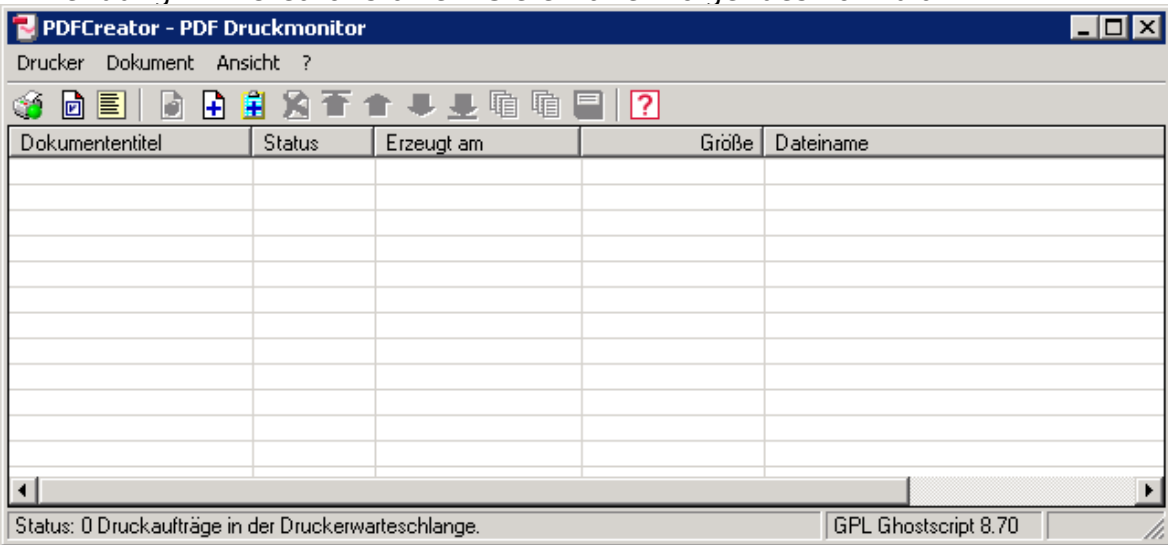 PDFCreator - PDF Druckmonitor
Drucker Dokument Ansicht ?
?
Dokumententitel Status Erzeugt am Größe Dateiname
Status: 0 Druckaufträge in der Druckerwarteschlange. GPL Ghostscript 8.70